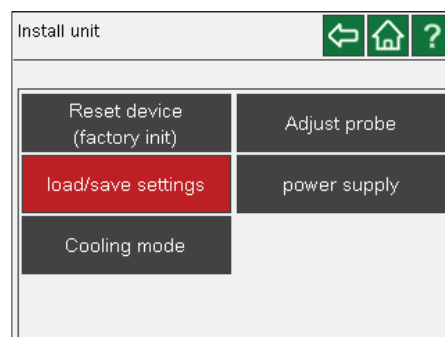 Install unit
?
Reset device
(factory init)
Adjust probe
load/save settings
power supply
Cooling mode